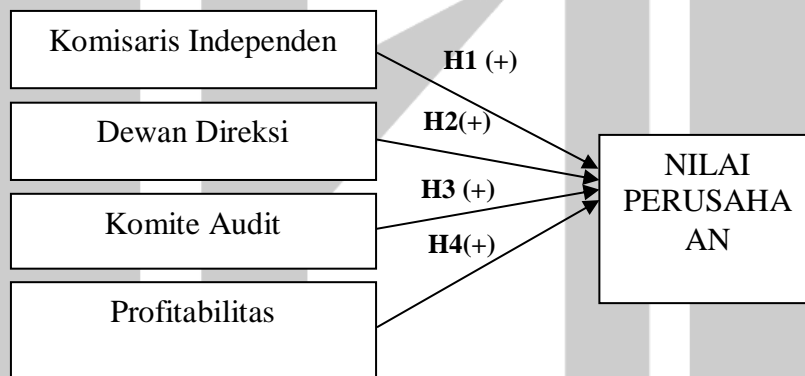 Komisaris Independen
H1 (+)
Dewan Direksi
H2(+)
Komite Audit
H3 (+)
Profitabilitas
H4(+)
NILAI
PERUSAHA
AN